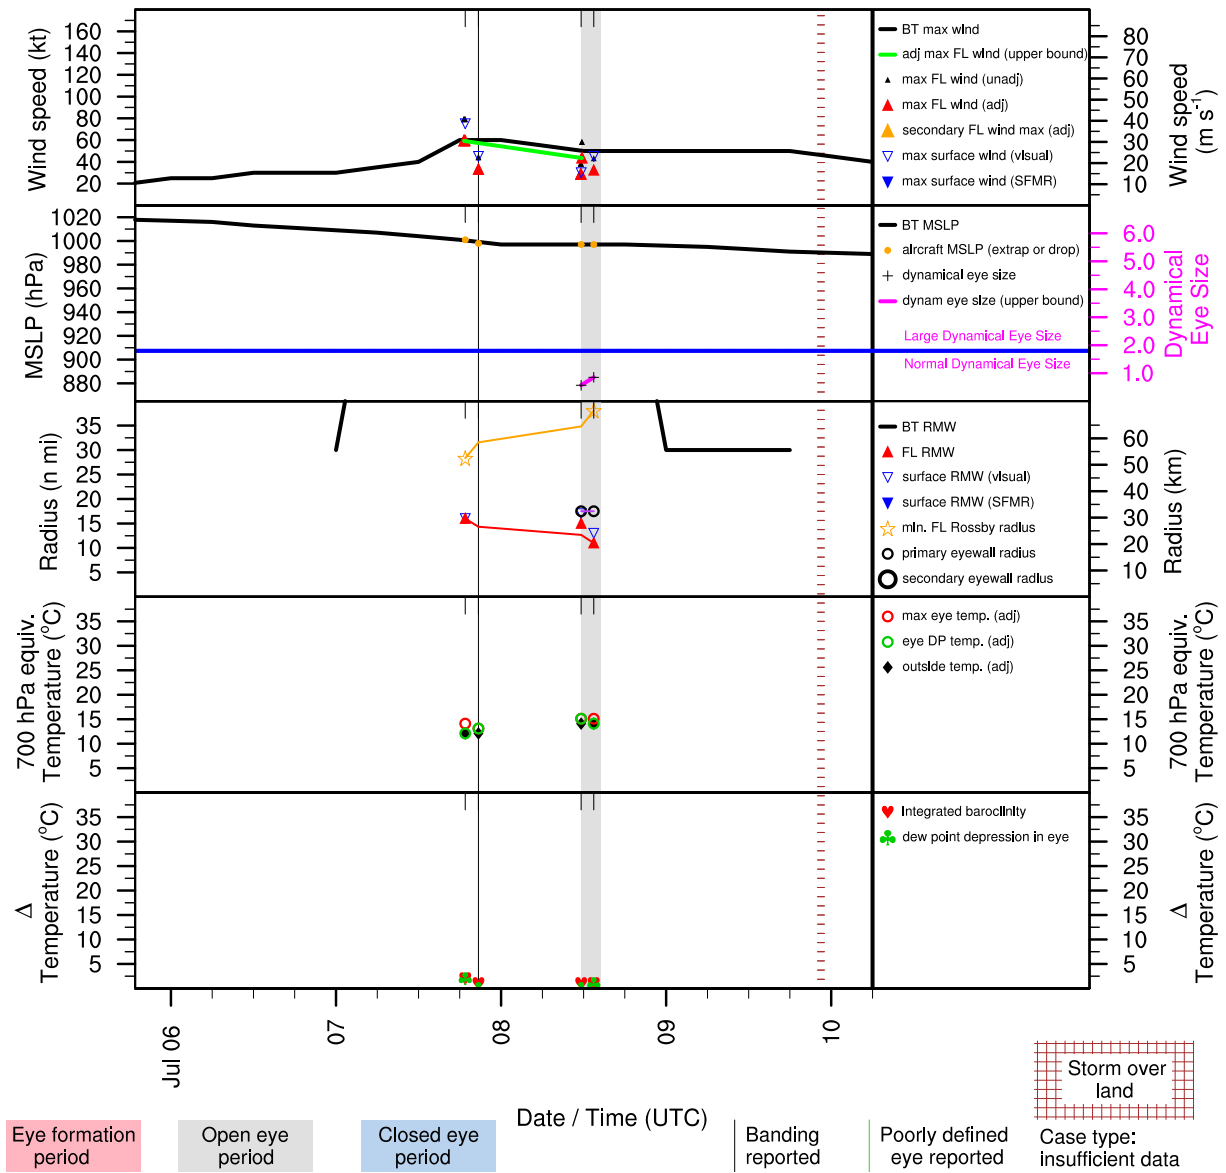 Wind speed (kt)
160
140
120
100
80
60
40
20
BT max wind
adj max FL wind (upper bound)
max FL wind (unadj)
max FL wind (adj)
secondary FL wind max (adj)
max surface wind (visual)
max surface wind (SFMR)
80
70
60
50
40
30
20
10
Wind speed
(m s-1)
MSLP (hPa)
1020
1000
980
960
940
920
900
880
BT MSLP
aircraft MSLP (extrap or drop)
dynamical eye size
dynam eye size (upper bound)
Large Dynamical Eye Size
Normal Dynamical Eye Size
6.0
5.0
4.0
3.0
2.0
1.0
Dynamical
Eye Size
Radius (n mi)
35
30
25
20
15
10
5
BT RMW
FL RMW
surface RMW (visual)
surface RMW (SFMR)
min. FL Rossby radius
primary eyewall radius
secondary eyewall radius
60
40
20
Radius (km)
700 hPa equiv.
Temperature (°C)
35
30
25
20
15
10
5
max eye temp. (adj)
eye DP temp. (adj)
outside temp. (adj)
35
30
25
20
15
10
5
700 hPa equiv.
Temperature (°C)
Δ
Temperature (°C)
35
30
25
20
15
10
5
Integrated baroclinity
dew point depression in eye
35
30
25
20
15
10
5
Δ
Temperature (°C)
Jul 06
07
08
09
10
Date / Time (UTC)
Storm over
land
Eye formation
period
Open eye
period
Closed eye
period
Banding
reported
Poorly defined
eye reported
Case type:
insufficient data